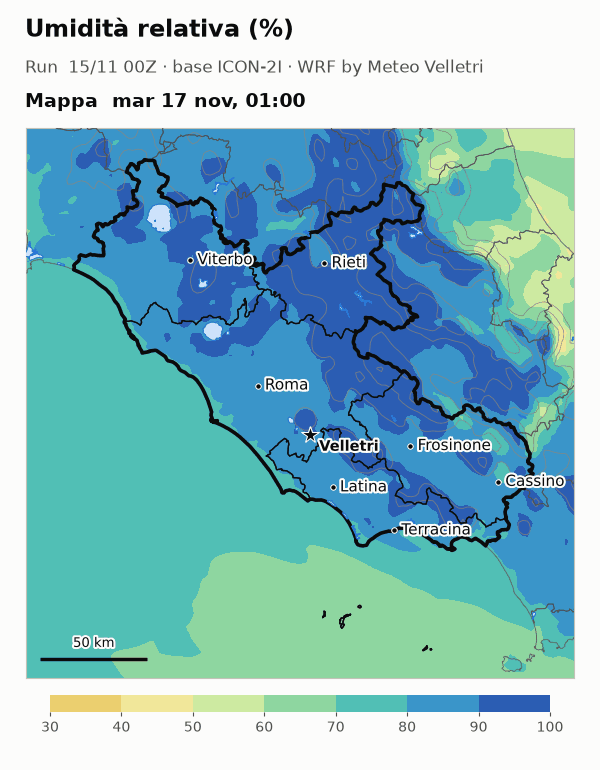 Umidità relativa (%)
Run  15/11 00Z · base ICON-2I · WRF by Meteo Velletri
Mappa  mar 17 nov, 01:00
Viterbo
Rieti
Roma
Velletri
Frosinone
Cassino
Latina
Terracina
50 km
30 40 50 60 70 80 90 100